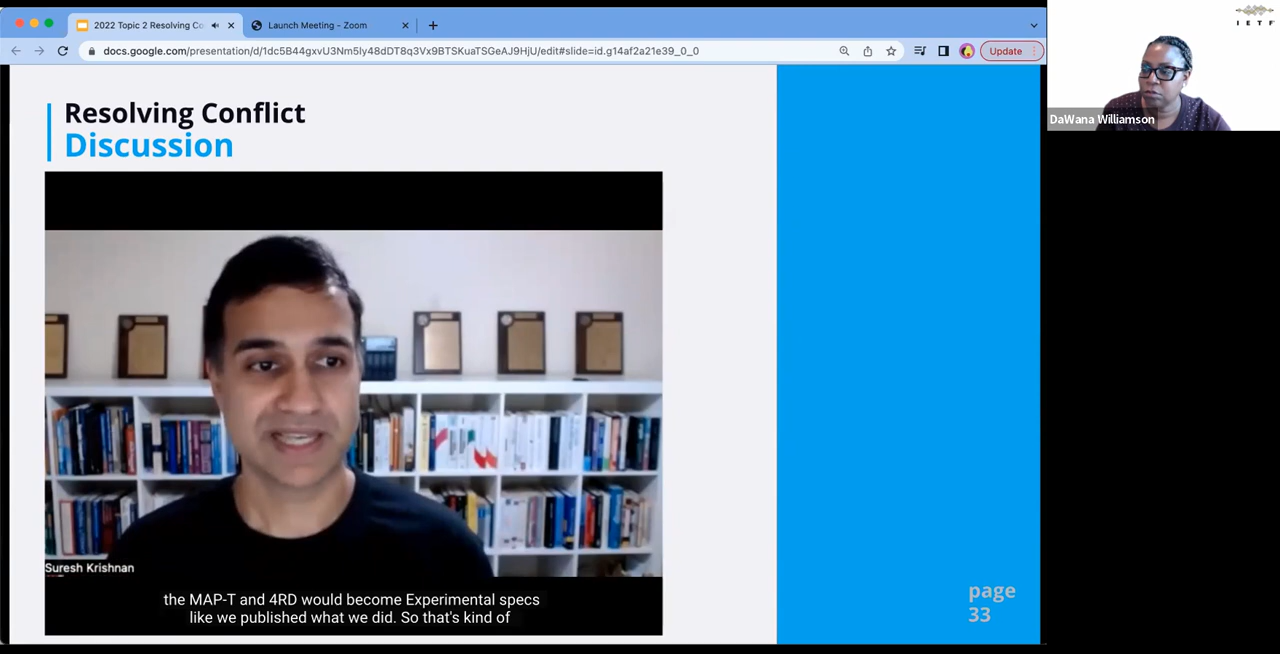 2022 Topic 2 Resolving Co
Launch Meeting - Zoom
docs.google.com/presentation/d/1dc5B44gxvU3Nm5Iy48dDT8q3Vx9BTSKuaTSGeAJ9HjU/edit#slide=id.g14af2a21e39_0_0
Update
I E T F
DaWana Williamson
Resolving Conflict
Discussion
Suresh Krishnan
the MAP-T and 4RD would become Experimental specs
like we published what we did. So that's kind of
page
33